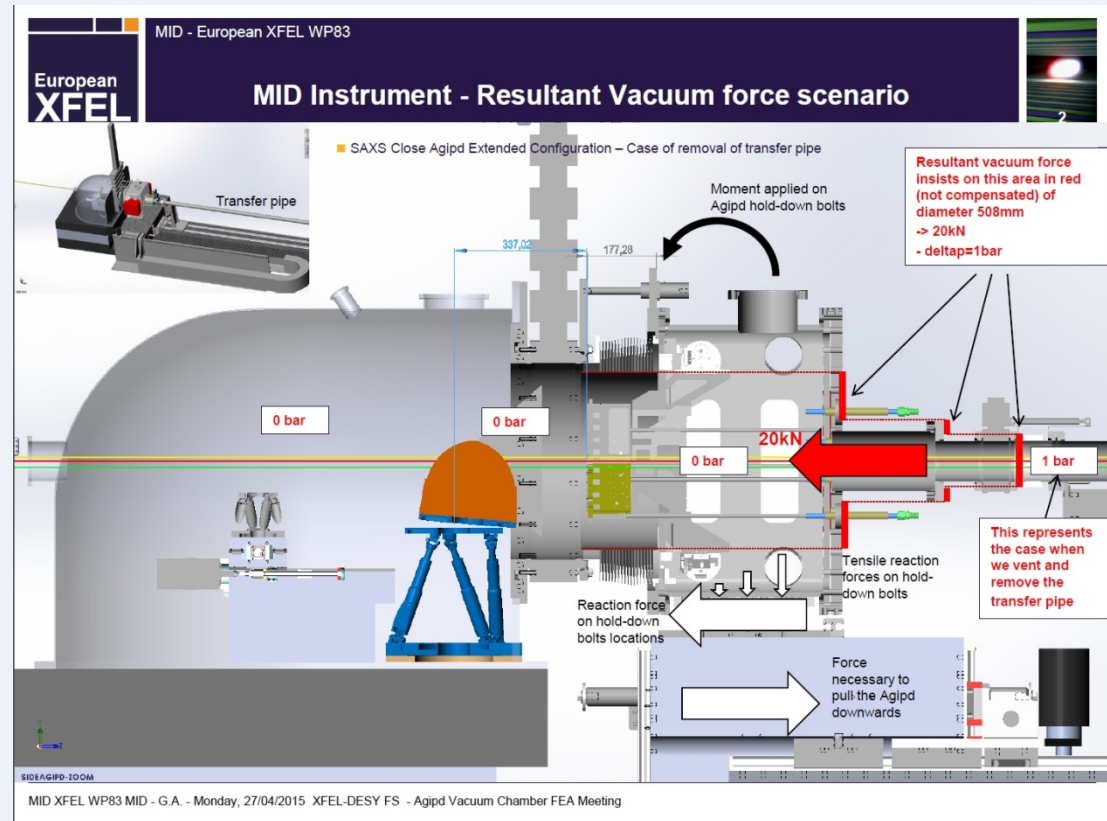 MID - European XFEL WP83
European
XFEL
MID Instrument - Resultant Vacuum force scenario
2
SAXS Close Agipd Extended Configuration – Case of removal of transfer pipe
Transfer pipe
Moment applied on
Agipd hold-down bolts
Resultant vacuum force
insists on this area in red
(not compensated) of
diameter 508mm
-> 20kN
- deltap=1bar
337,02
177,28
0 bar
0 bar
20kN
0 bar
1 bar
This represents
the case when
we vent and
remove the
transfer pipe
Tensile reaction
forces on hold-
down bolts
Reaction force
on hold-down
bolts locations
Force
necessary to
pull the Agipd
downwards
Y
Z
SIDEAGIPD-ZOOM
MID XFEL WP83 MID - G.A. - Monday, 27/04/2015 XFEL-DESY FS - Agipd Vacuum Chamber FEA Meeting